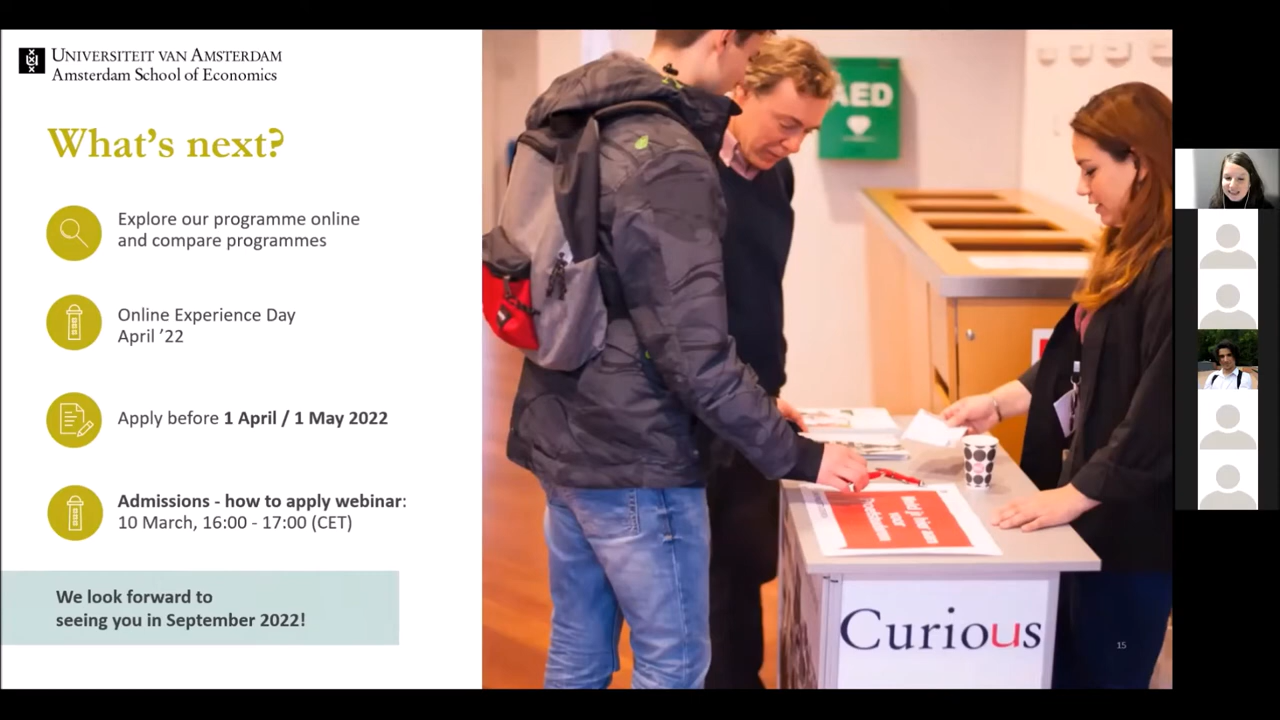 UNIVERSITEIT VAN AMSTERDAM
Amsterdam School of Economics
What's next?
Explore our programme online
and compare programmes
Online Experience Day
April '22
Apply before 1 April / 1 May 2022
Admissions - how to apply webinar:
10 March, 16:00 - 17:00 (CET)
We look forward to
seeing you in September 2022!
AED
Curious
15